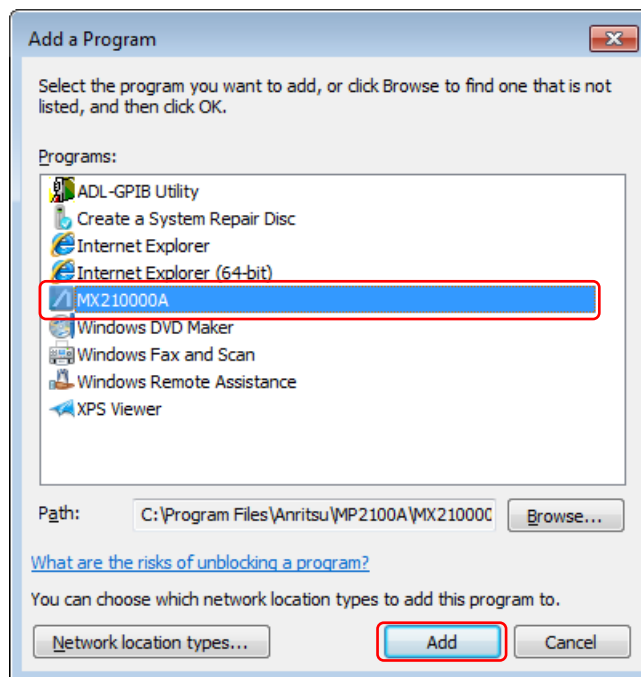 Add a Program
Select the program you want to add, or click Browse to find one that is not
listed, and then click OK.
Programs:
ADL-GPIB Utility
Create a System Repair Disc
Internet Explorer
Internet Explorer (64-bit)
MX210000A
Windows DVD Maker
Windows Fax and Scan
Windows Remote Assistance
XPS Viewer
Path: C:\Program Files\Anritsu\MP2100A\MX210000 Browse...
What are the risks of unblocking a program?
You can choose which network location types to add this program to.
Network location types... Add Cancel